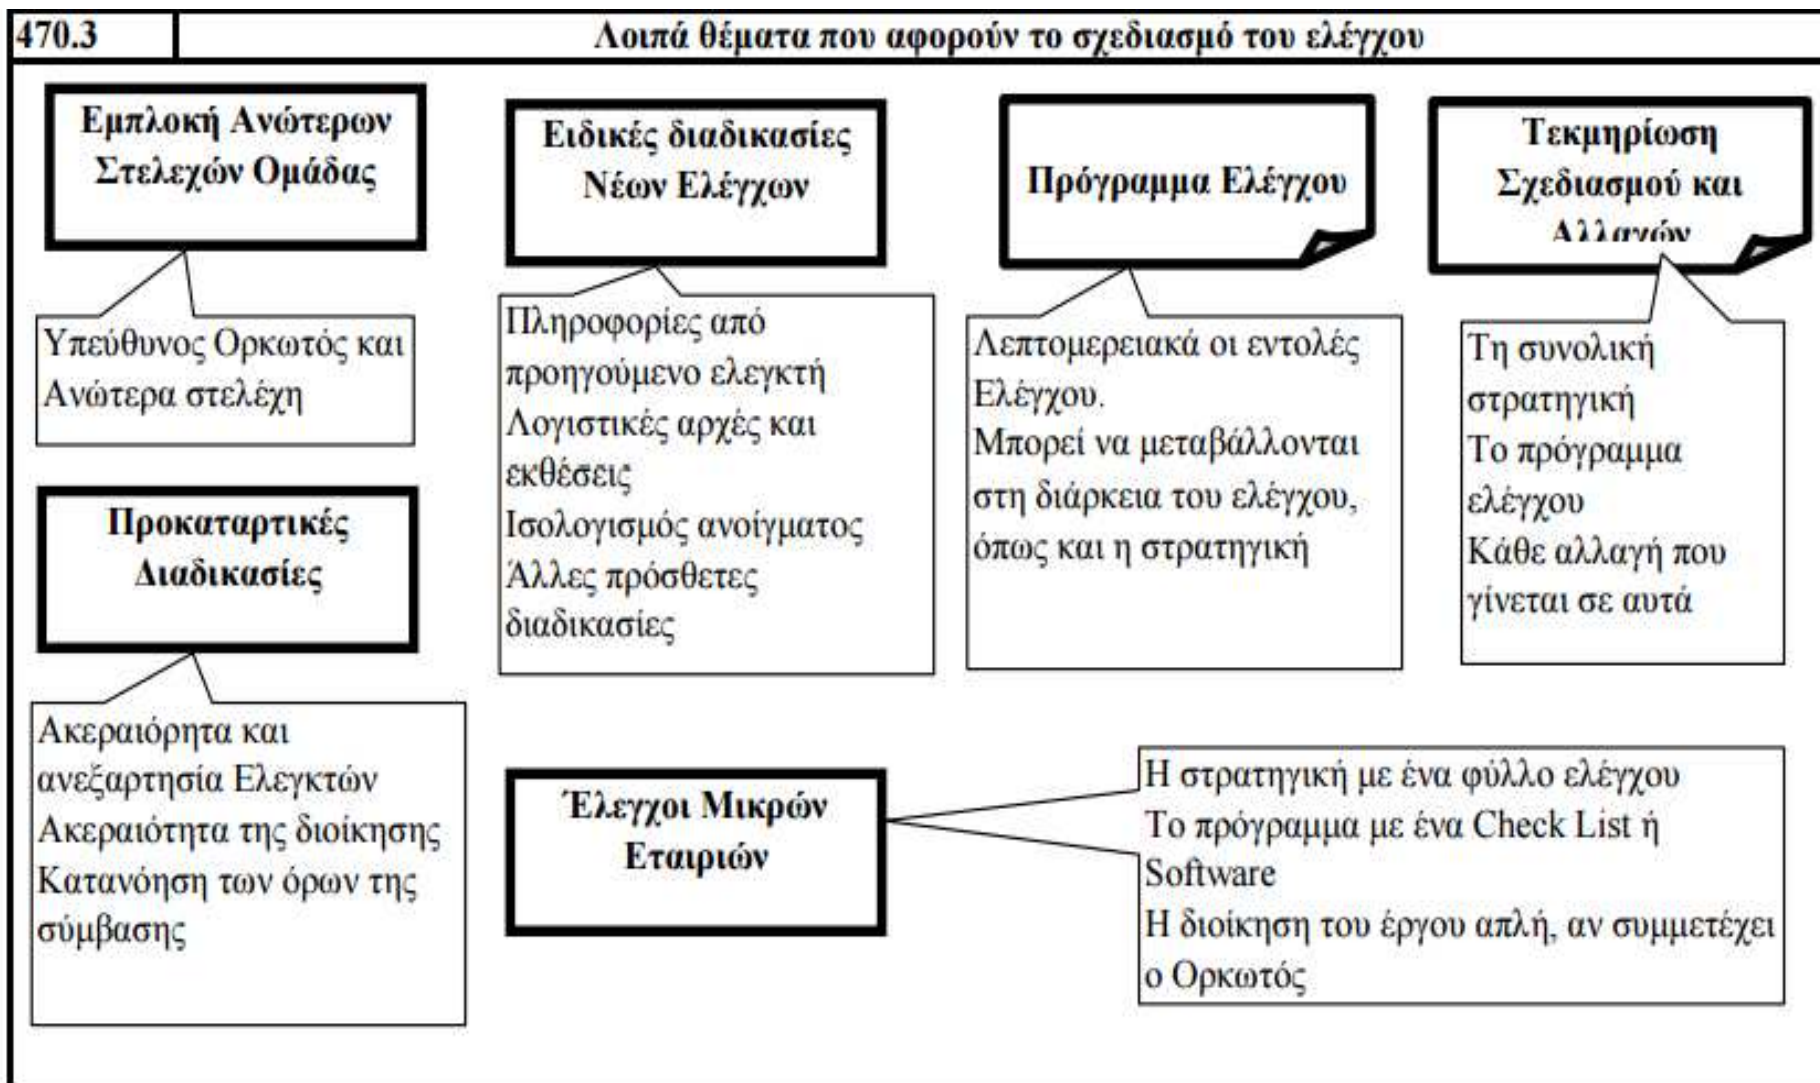 470.3
Λοιπά θέματα που αφορούν το σχεδιασμό του ελέγχου
Εμπλοκή Ανώτερων
Στελεχών Ομάδας
Υπεύθυνος Ορκωτός και
Ανώτερα στελέχη
Προκαταρτικές
Διαδικασίες
Ακεραιόρητα και
ανεξαρτησία Ελεγκτών
Ακεραιότητα της διοίκησης
Κατανόηση των όρων της
σύμβασης
Ειδικές διαδικασίες
Νέων Ελέγχων
Πληροφορίες από
προηγούμενο ελεγκτή
Λογιστικές αρχές και
εκθέσεις
Ισολογισμός ανοίγματος
Άλλες πρόσθετες
διαδικασίες
Πρόγραμμα Ελέγχου
Λεπτομερειακά οι εντολές
Ελέγχου.
Μπορεί να μεταβάλλονται
στη διάρκεια του ελέγχου,
όπως και η στρατηγική
Τεκμηρίωση
Σχεδιασμού και
Αλλαγών
Τη συνολική
στρατηγική
Το πρόγραμμα
ελέγχου
Κάθε αλλαγή που
γίνεται σε αυτά
Έλεγχοι Μικρών
Εταιριών
Η στρατηγική με ένα φύλλο ελέγχου
Το πρόγραμμα με ένα Check List ή
Software
Η διοίκηση του έργου απλή, αν συμμετέχει
ο Ορκωτός